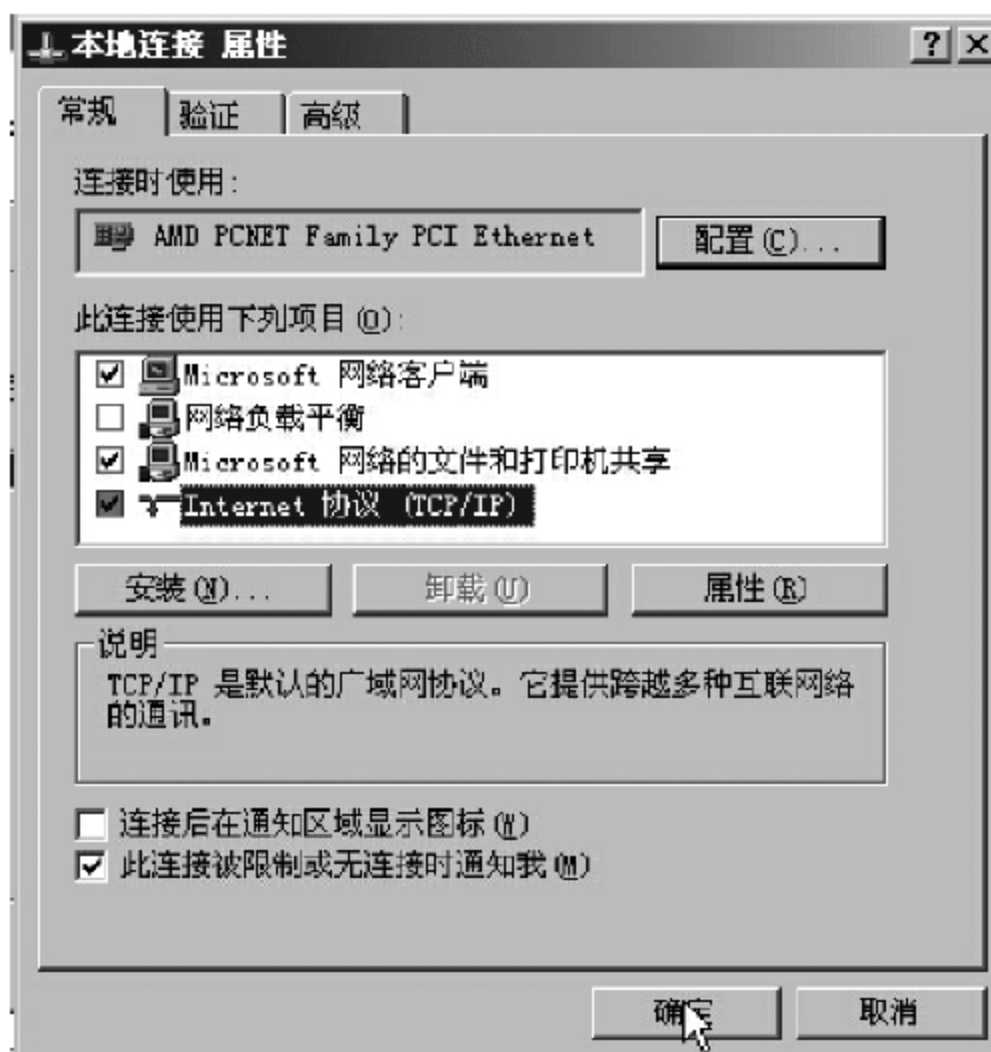 本地连接 属性
常规 验证 高级
连接时使用:
AMD PCNET Family PCI Ethernet 配置(C)...
此连接使用下列项目(O):
Microsoft 网络客户端
网络负载平衡
Microsoft 网络的文件和打印机共享
Internet 协议 (TCP/IP)
安装(N)... 卸载(U) 属性(R)
说明
TCP/IP 是默认的广域网协议。它提供跨越多种互联网络
的通讯。
连接后在通知区域显示图标(W)
此连接被限制或无连接时通知我(M)
确定 取消